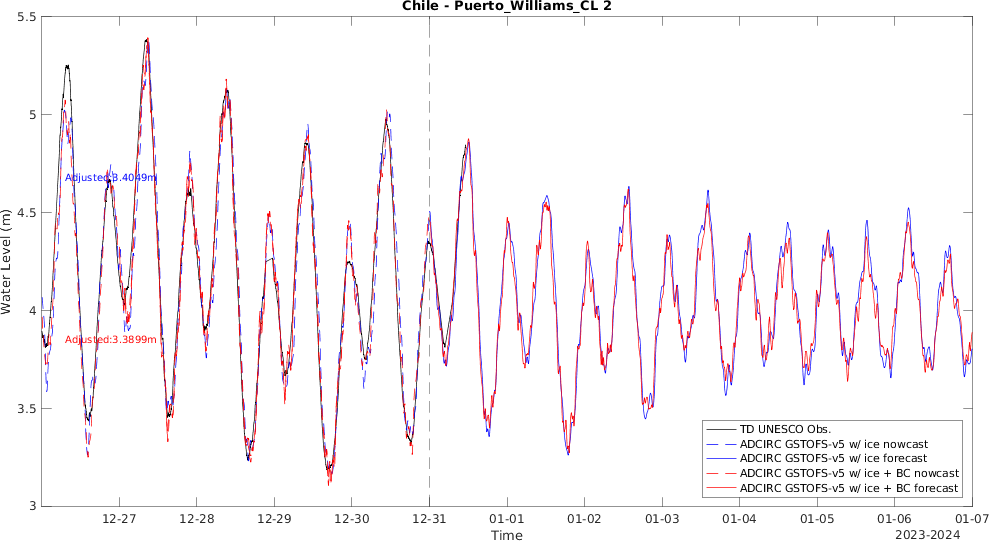 Chile - Puerto_Williams_CL 2
5.5
5
4.5
4
3.5
3
Water Level (m)
Adjusted:3.4049m
Adjusted:3.3899m
TD UNESCO Obs.
ADCIRC GSTOFS-v5 w/ ice nowcast
ADCIRC GSTOFS-v5 w/ ice forecast
ADCIRC GSTOFS-v5 w/ ice + BC nowcast
ADCIRC GSTOFS-v5 w/ ice + BC forecast
12-27 12-28 12-29 12-30 12-31 01-01 01-02 01-03 01-04 01-05 01-06 01-07
Time
2023-2024